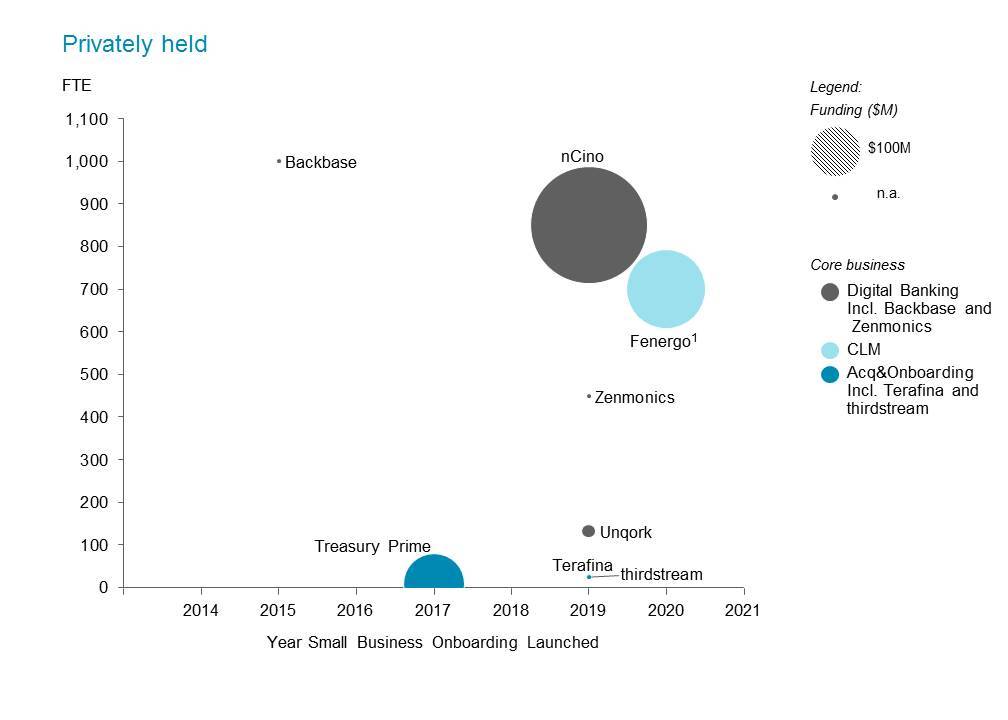 Privately held
FTE
Legend:
Funding ($M)
$100M
n.a.
Core business
Digital Banking
Incl. Backbase and
Zenmonics
CLM
Acq&Onboarding
Incl. Terafina and
thirdstream
1,100
1,000
900
800
700
600
500
400
300
200
100
0
Backbase
nCino
Fenergo1
Zenmonics
Unqork
Treasury Prime
Terafina
thirdstream
2014 2015 2016 2017 2018 2019 2020 2021
Year Small Business Onboarding Launched